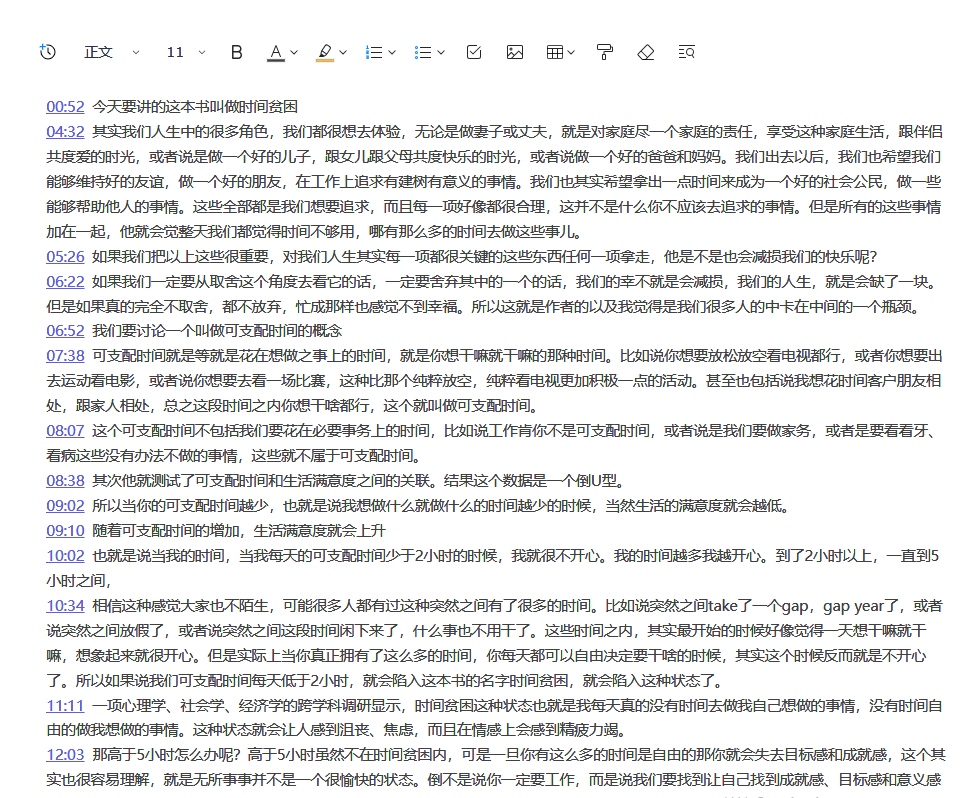 正文 11 B A
00:52 今天要讲的这本书叫做时间贫困
04:32 其实我们人生中的很多角色，我们都很想去体验，无论是做妻子或丈夫，就是对家庭尽一个家庭的责任，享受这种家庭生活，跟伴侣
共度爱的时光，或者说是做一个好的儿子，跟女儿跟父母共度快乐的时光，或者说做一个好的爸爸和妈妈。我们出去以后，我们也希望我们
能够维持好的友谊，做一个好的朋友，在工作上追求有建树有意义的事情。我们也其实希望拿出一点时间来成为一个好的社会公民，做一些
能够帮助他人的事情。这些全部都是我们想要追求，而且每一项好像都很合理，这并不是什么你不应该去追求的事情。但是所有的这些事情
加在一起，他就会觉整天我们都觉得时间不够用，哪有那么多的时间去做这些事儿。
05:26 如果我们把以上这些很重要，对我们人生其实每一项都很关键的这些东西任何一项拿走，他是不是也会减损我们的快乐呢?
06:22 如果我们一定要从取舍这个角度去看它的话，一定要舍弃其中的一个的话，我们的幸不就是会减损，我们的人生，就是会缺了一块。
但是如果真的完全不取舍，都不放弃，忙成那样也感觉不到幸福。所以这就是作者的以及我觉得是我们很多人的中卡在中间的一个瓶颈。
06:52 我们要讨论一个叫做可支配时间的概念
07:38 可支配时间就是等就是花在想做之事上的时间，就是你想干嘛就干嘛的那种时间。比如说你想要放松放空看电视都行，或者你想要出
去运动看电影，或者说你想要去看一场比赛，这种比那个纯粹放空，纯粹看电视更加积极一点的活动。甚至也包括说我想花时间客户朋友相
处，跟家人相处，总之这段时间之内你想干啥都行，这个就叫做可支配时间。
08:07 这个可支配时间不包括我们要花在必要事务上的时间，比如说工作肯你不是可支配时间，或者说是我们要做家务，或者是要看看牙、
看病这些没有办法不做的事情，这些就不属于可支配时间。
08:38 其次他就测试了可支配时间和生活满意度之间的关联。结果这个数据是一个倒U型。
09:02 所以当你的可支配时间越少，也就是说我想做什么就做什么的时间越少的时候，当然生活的满意度就会越低。
09:10 随着可支配时间的增加，生活满意度就会上升
10:02 也就是说当我的时间，当我每天的可支配时间少于2小时的时候，我就很不开心。我的时间越多我越开心。到了2小时以上，一直到5
小时之间，
10:34 相信这种感觉大家也不陌生，可能很多人都有过这种突然之间有了很多的时间。比如说突然之间take了一个gap，gap year了，或者
说突然之间放假了，或者说突然之间这段时间闲下来了，什么事也不用干了。这些时间之内，其实最开始的时候好像觉得一天想干嘛就干
嘛，想象起来就很开心。但是实际上当你真正拥有了这么多的时间，你每天都可以自由决定要干啥的时候，其实这个时候反而就是不开心
了。所以如果说我们可支配时间每天低于2小时，就会陷入这本书的名字时间贫困，就会陷入这种状态了。
11:11 一项心理学、社会学、经济学的跨学科调研显示，时间贫困这种状态也就是我每天真的没有时间去做我自己想做的事情，没有时间自
由的做我想做的事情。这种状态就会让人感到沮丧、焦虑，而且在情感上会感到精疲力竭。
12:03 那高于5小时怎么办呢？高于5小时虽然不在时间贫困内，可是一旦你有这么多的时间是自由的那你就会失去目标感和成就感，这个其
实也很容易理解，就是无所事事并不是一个很愉快的状态。倒不是说你一定要工作，而是说我们要找到让自己找到成就感、目标感和意义感